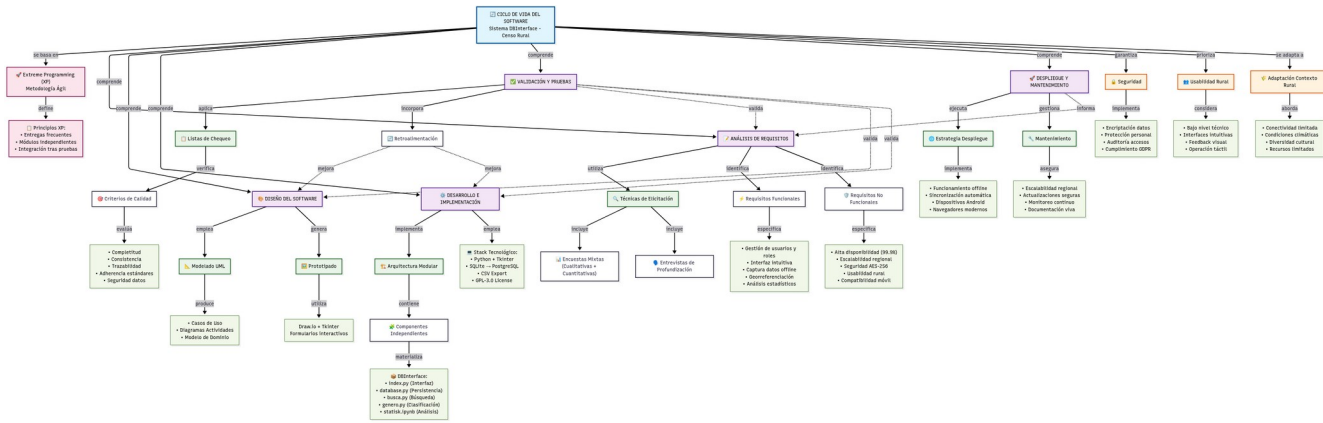 CICLO DE VIDA DEL
SOFTWARE
Sistema DBInterface -
Censo Rural
se basa en
comprende
comprende
garantiza
prioriza
se adapta a
Extreme Programming
(XP)
Metodología Ágil
comprende
comprende
comprende
VALIDACIÓN Y PRUEBAS
DESPLIEGUE Y
MANTENIMIENTO
Seguridad
Usabilidad Rural
Adaptación Contexto
Rural
define
aplica
incorpora
valida
valida
valida
ejecuta
gestiona
informa
implementa
considera
aborda
Principios XP:
• Entregas frecuentes
• Módulos independientes
• Integración tras pruebas
Listas de Chequeo
Retroalimentación
ANÁLISIS DE REQUISITOS
Estrategia Despliegue
Mantenimiento
• Encriptación datos
• Protección personas
• Auditoría accesos
• Cumplimiento GDPR
• Bajo nivel técnico
• Interfaces intuitivas
• Feedback visual
• Operación táctil
• Conectividad limitada
• Condiciones climáticas
• Diversidad cultural
• Recursos limitados
verifica
mejora
mejora
utiliza
identifica
identifica
implementa
asegura
Criterios de Calidad
DISEÑO DEL SOFTWARE
DESARROLLO E
IMPLEMENTACIÓN
Técnicas de Elicitación
Requisitos Funcionales
Requisitos No
Funcionales
• Funcionamiento offline
• Sincronización automática
• Dispositivos Android
• Navegadores modernos
• Escalabilidad regional
• Actualizaciones seguras
• Monitoreo continuo
• Documentación viva
emplea
genera
implementa
emplea
incluye
incluye
especifica
especifica
• Completitud
• Consistencia
• Trazabilidad
• Adherencia estándares
• Seguridad datos
Modelado UML
Prototipado
Arquitectura Modular
Stack Tecnológico:
• Python + Tkinter
• SQLite → PostgreSQL
• CSV Export
• GPL-3.0 License
Encuestas Mixtas
(Cualitativas +
Cuantitativas)
Entrevistas de
Profundización
• Gestión de usuarios y
roles
• Interfaz intuitiva
• Captura datos offline
• Georreferenciación
• Análisis estadísticos
• Alta disponibilidad (99.9%)
• Escalabilidad regional
• Seguridad AES-256
• Usabilidad rural
• Compatibilidad móvil
produce
utiliza
contiene
• Casos de Uso
• Diagramas Actividades
• Modelo de Dominio
Draw.io + Tkinter
Formularios interactivos
Componentes
Independientes
materializa
DBInterface:
• index.py (Interfaz)
• database.py (Persistencia)
• busca.py (Búsqueda)
• genero.py (Clasificación)
• statisk.ipynb (Análisis)